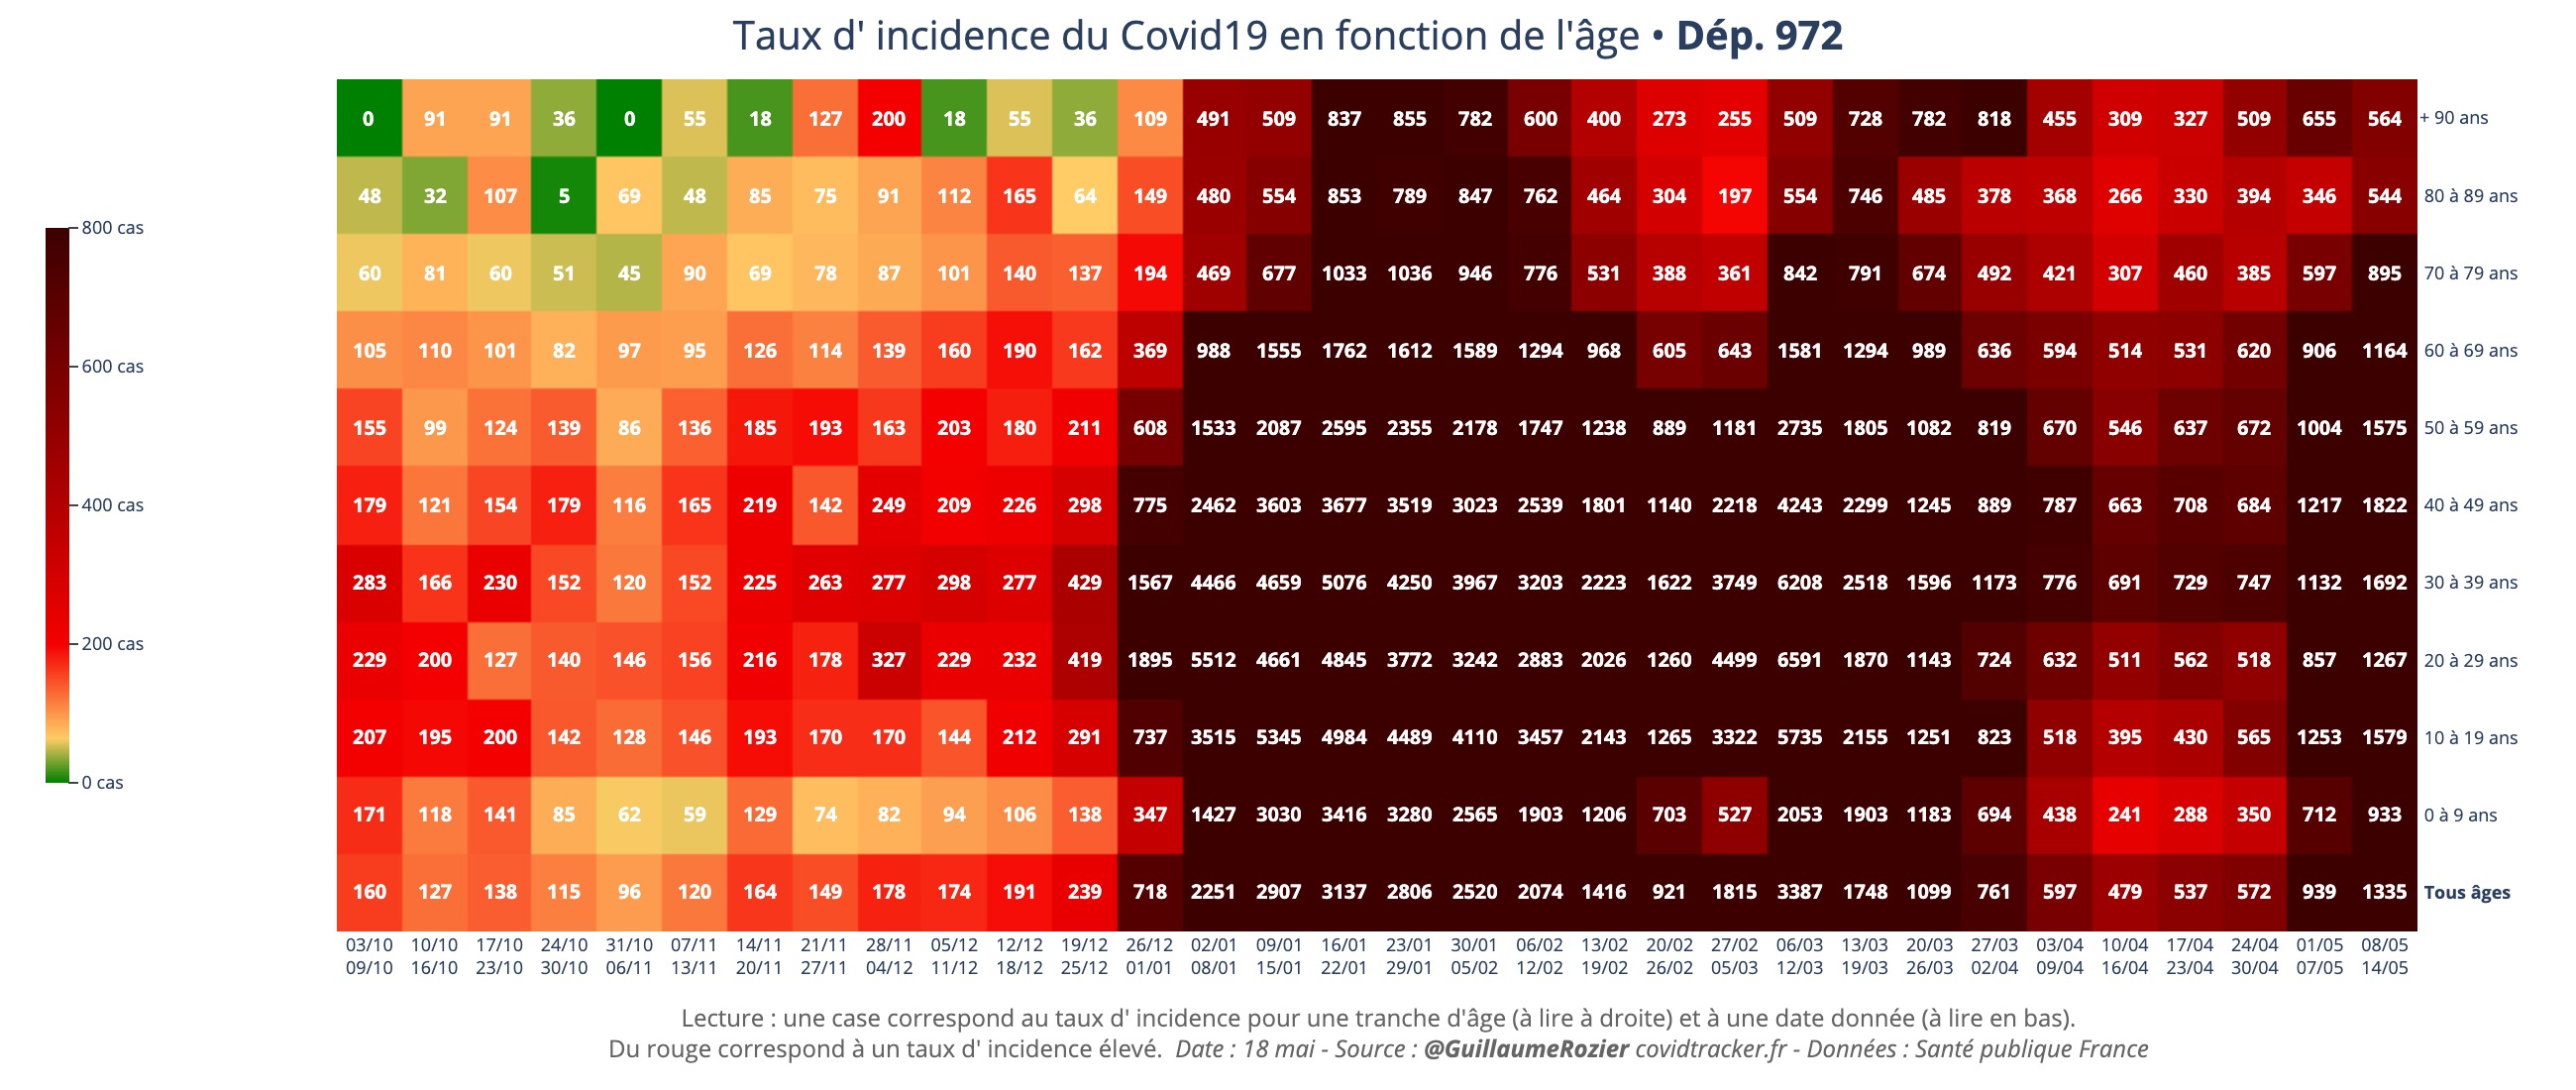 Taux d' incidence du Covid19 en fonction de l'âge • Dép. 972
800 cas
600 cas
400 cas
200 cas
0 cas
0 91 91 36 0 55 18 127 200 18 55 36 109 491 509 837 855 782 600 400 273 255 509 728 782 818 455 309 327 509 655 564 + 90 ans
48 32 107 5 69 48 85 75 91 112 165 64 149 480 554 853 789 847 762 464 304 197 554 746 485 378 368 266 330 394 346 544 80 à 89 ans
60 81 60 51 45 90 69 78 87 101 140 137 194 469 677 1033 1036 946 776 531 388 361 842 791 674 492 421 307 460 385 597 895 70 à 79 ans
105 110 101 82 97 95 126 114 139 160 190 162 369 988 1555 1762 1612 1589 1294 968 605 643 1581 1294 989 636 594 514 531 620 906 1164 60 à 69 ans
155 99 124 139 86 136 185 193 163 203 180 211 608 1533 2087 2595 2355 2178 1747 1238 889 1181 2735 1805 1082 819 670 546 637 672 1004 1575 50 à 59 ans
179 121 154 179 116 165 219 142 249 209 226 298 775 2462 3603 3677 3519 3023 2539 1801 1140 2218 4243 2299 1245 889 787 663 708 684 1217 1822 40 à 49 ans
283 166 230 152 120 152 225 263 277 298 277 429 1567 4466 4659 5076 4250 3967 3203 2223 1622 3749 6208 2518 1596 1173 776 691 729 747 1132 1692 30 à 39 ans
229 200 127 140 146 156 216 178 327 229 232 419 1895 5512 4661 4845 3772 3242 2883 2026 1260 4499 6591 1870 1143 724 632 511 562 518 857 1267 20 à 29 ans
207 195 200 142 128 146 193 170 170 144 212 291 737 3515 5345 4984 4489 4110 3457 2143 1265 3322 5735 2155 1251 823 518 395 430 565 1253 1579 10 à 19 ans
171 118 141 85 62 59 129 74 82 94 106 138 347 1427 3030 3416 3280 2565 1903 1206 703 527 2053 1903 1183 694 438 241 288 350 712 933 0 à 9 ans
160 127 138 115 96 120 164 149 178 174 191 239 718 2251 2907 3137 2806 2520 2074 1416 921 1815 3387 1748 1099 761 597 479 537 572 939 1335 Tous âges
03/10 10/10 17/10 24/10 31/10 07/11 14/11 21/11 28/11 05/12 12/12 19/12 26/12 02/01 09/01 16/01 23/01 30/01 06/02 13/02 20/02 27/02 06/03 13/03 20/03 27/03 03/04 10/04 17/04 24/04 01/05 08/05
09/10 16/10 23/10 30/10 06/11 13/11 20/11 27/11 04/12 11/12 18/12 25/12 01/01 08/01 15/01 22/01 29/01 05/02 12/02 19/02 26/02 05/03 12/03 19/03 26/03 02/04 09/04 16/04 23/04 30/04 07/05 14/05
Lecture : une case correspond au taux d' incidence pour une tranche d'âge (à lire à droite) et à une date donnée (à lire en bas).
Du rouge correspond à un taux d' incidence élevé. Date : 18 mai - Source : @GuillaumeRozier covidtracker.fr - Données : Santé publique France